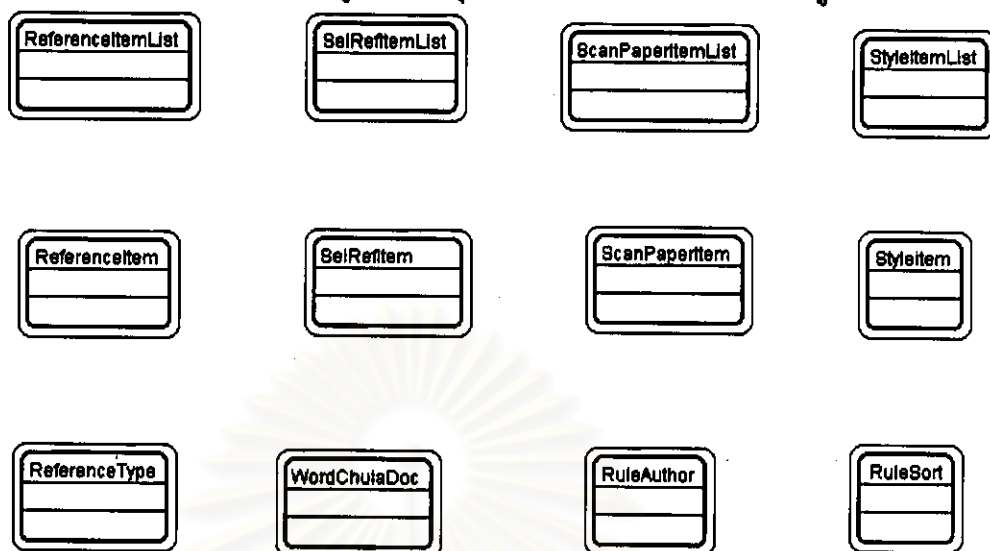 ReferenceItemList SelRefItemList ScanPaperItemList StyleItemList
ReferenceItem SelRefItem ScanPaperItem StyleItem
ReferenceType WordChulaDoc RuleAuthor RuleSort